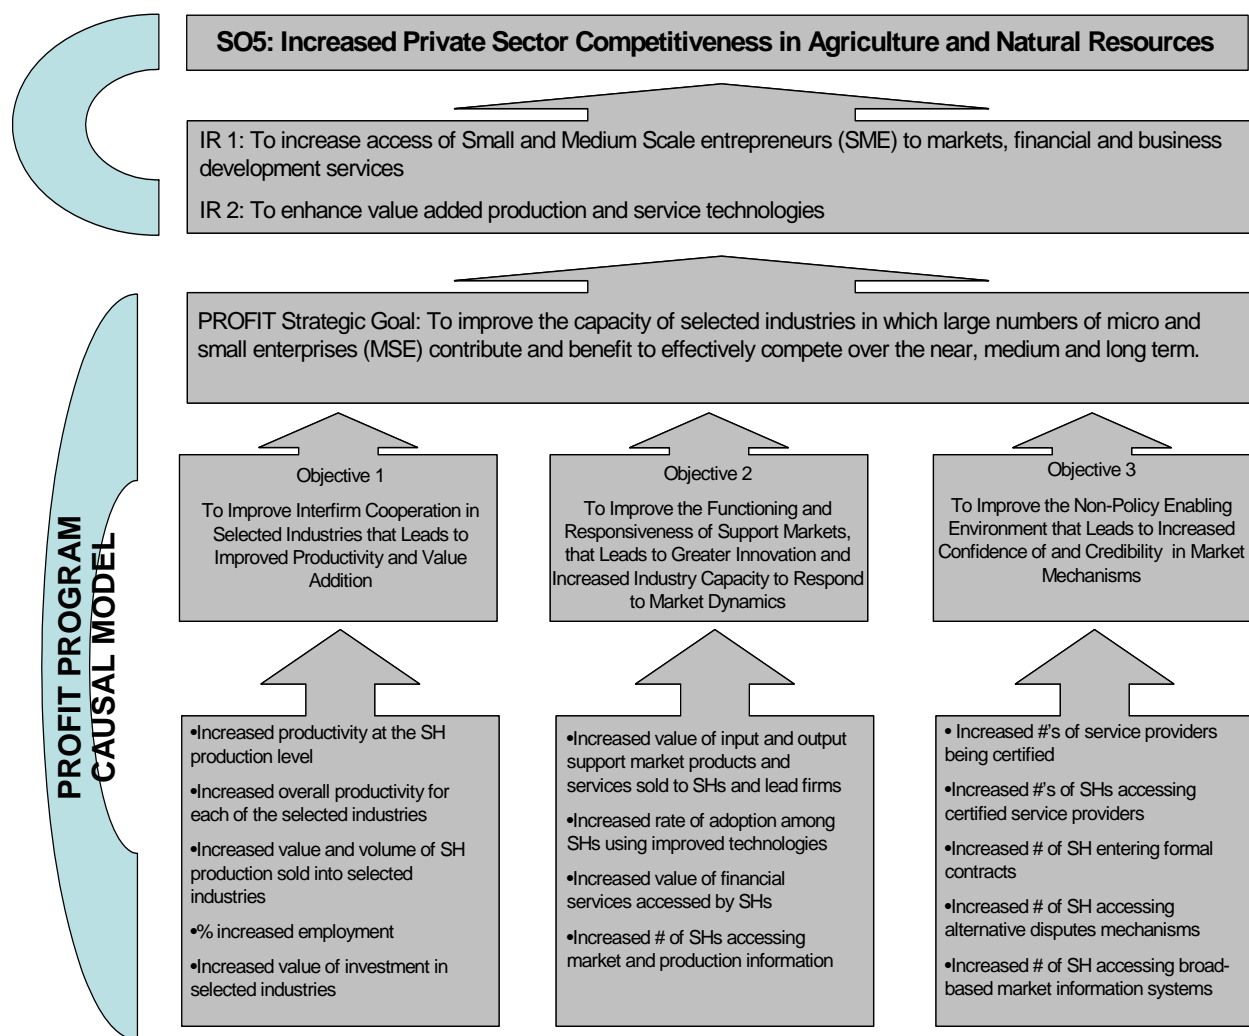 SO5: Increased Private Sector Competitiveness in Agriculture and Natural Resources
IR 1: To increase access of Small and Medium Scale entrepreneurs (SME) to markets, financial and business
development services
IR 2: To enhance value added production and service technologies
PROFIT Strategic Goal: To improve the capacity of selected industries in which large numbers of micro and
small enterprises (MSE) contribute and benefit to effectively compete over the near, medium and long term.
PROFIT PROGRAM
CAUSAL MODEL
Objective 1
To Improve Interfirm Cooperation in
Selected Industries that Leads to
Improved Productivity and Value
Addition
Objective 2
To Improve the Functioning and
Responsiveness of Support Markets,
that Leads to Greater Innovation and
Increased Industry Capacity to Respond
to Market Dynamics
Objective 3
To Improve the Non-Policy Enabling
Environment that Leads to Increased
Confidence of and Credibility in Market
Mechanisms
•Increased productivity at the SH
production level
•Increased overall productivity for
each of the selected industries
•Increased value and volume of SH
production sold into selected
industries
•% increased employment
•Increased value of investment in
selected industries
•Increased value of input and output
support market products and
services sold to SHs and lead firms
•Increased rate of adoption among
SHs using improved technologies
•Increased value of financial
services accessed by SHs
•Increased # of SHs accessing
market and production information
• Increased #'s of service providers
being certified
•Increased #'s of SHs accessing
certified service providers
•Increased # of SH entering formal
contracts
•Increased # of SH accessing
alternative disputes mechanisms
•Increased # of SH accessing broad-
based market information systems